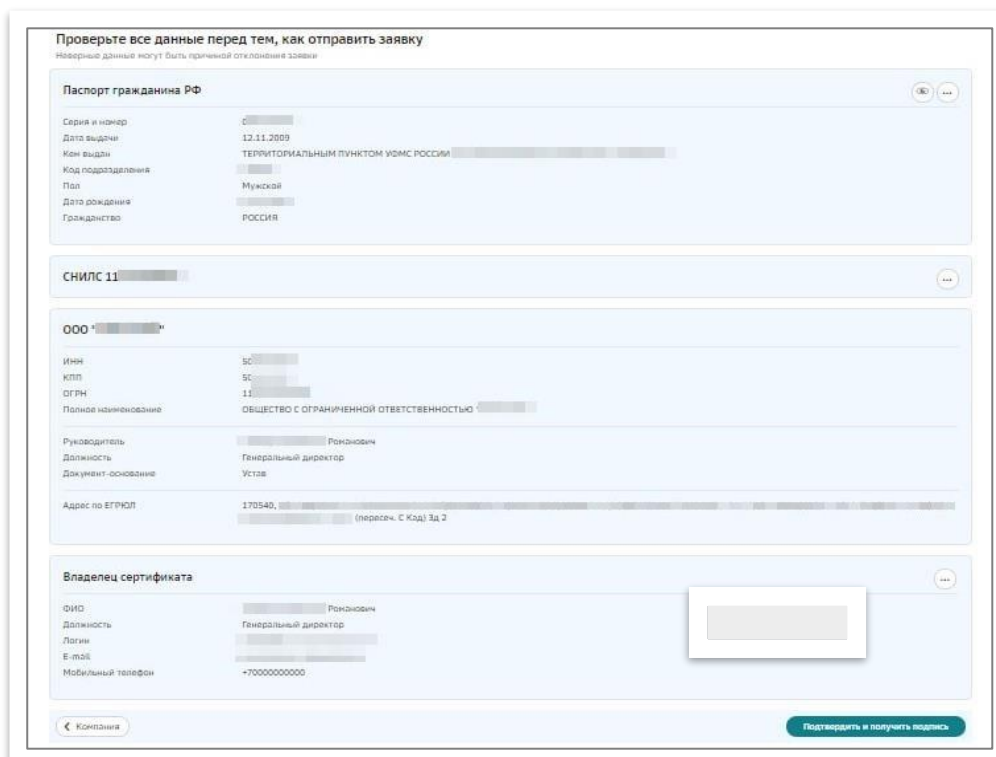 Проверьте все данные перед тем, как отправить заявку
Неверные данные могут быть причиной отклонения заявки
Паспорт гражданина РФ
Серия и номер
Дата выдачи 12.11.2009
Кем выдан ТЕРРИТОРИАЛЬНЫМ ПУНКТОМ УФМС РОССИИ
Код подразделения
Пол Мужской
Дата рождения
Гражданство РОССИЯ
СНИЛС 11
ООО "
ИНН 50
КПП 50
ОГРН 11
Полное наименование ОБЩЕСТВО С ОГРАНИЧЕННОЙ ОТВЕТСТВЕННОСТЬЮ "
Руководитель Романович
Должность Генеральный директор
Документ-основание Устав
Адрес по ЕГРЮЛ 170540,
(пересеч. С Кад) Зд 2
Владелец сертификата
ФИО Романович
Должность Генеральный директор
Логин
E-mail
Мобильный телефон +70000000000
Компания
Подтвердить и получить подпись